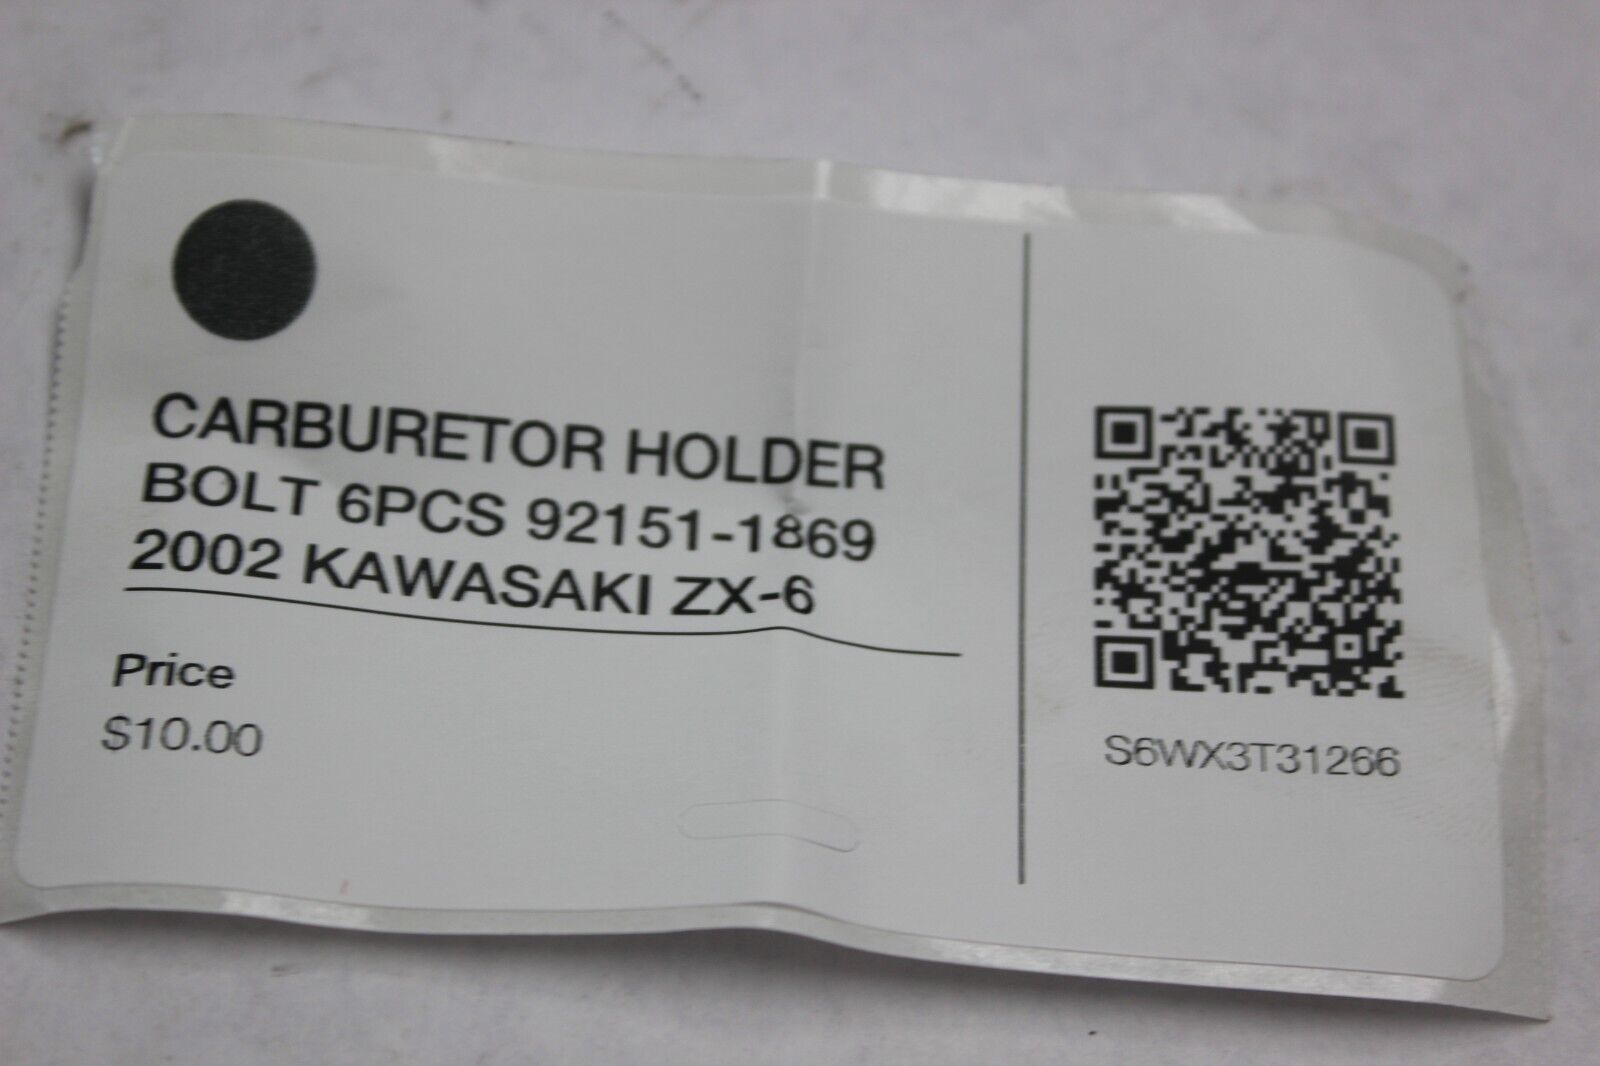 CARBURETOR HOLDER
BOLT 6PCS 92151-1869
2002 KAWASAKI ZX-6
Price
$10.00
S6WX3T31266